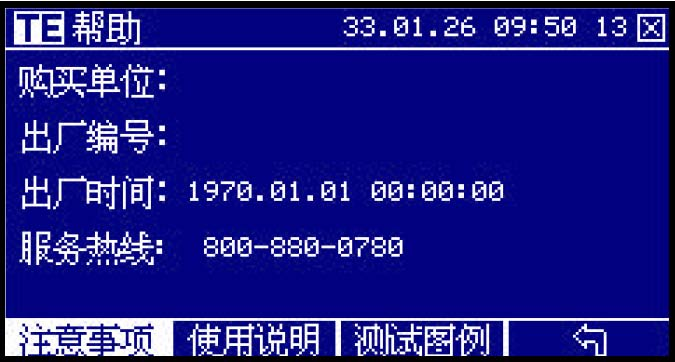 TE 帮助 33.01.26 09:50 13
购买单位：
出厂编号：
出厂时间：1970.01.01 00:00:00
服务热线： 800-880-0780
注意事项 使用说明 测试图例